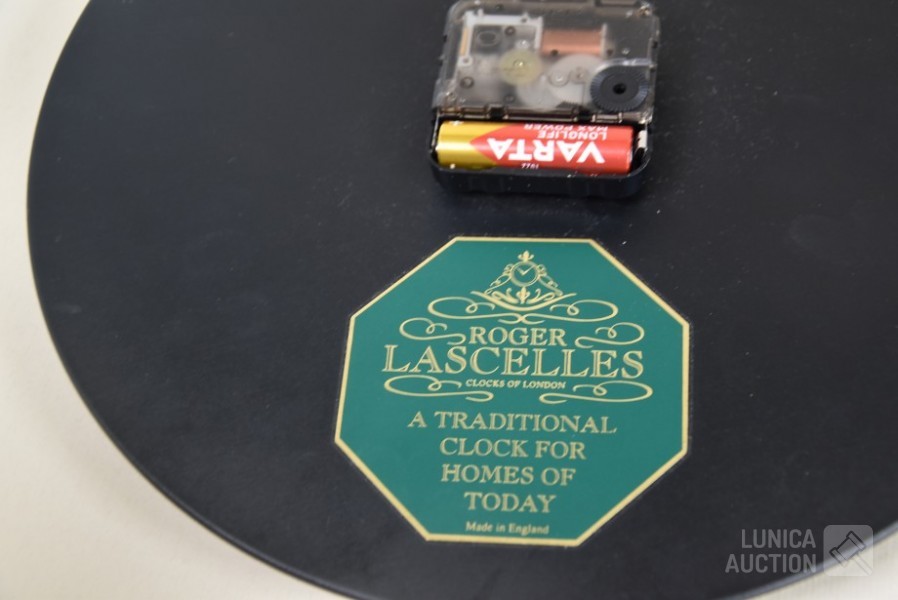 LONGLIFE
MAX POWER
VARTA
ROGER
LASCELLES
CLOCKS OF LONDON
A TRADITIONAL
CLOCK FOR
HOMES OF
TODAY
Made in England
LUNICA
AUCTION